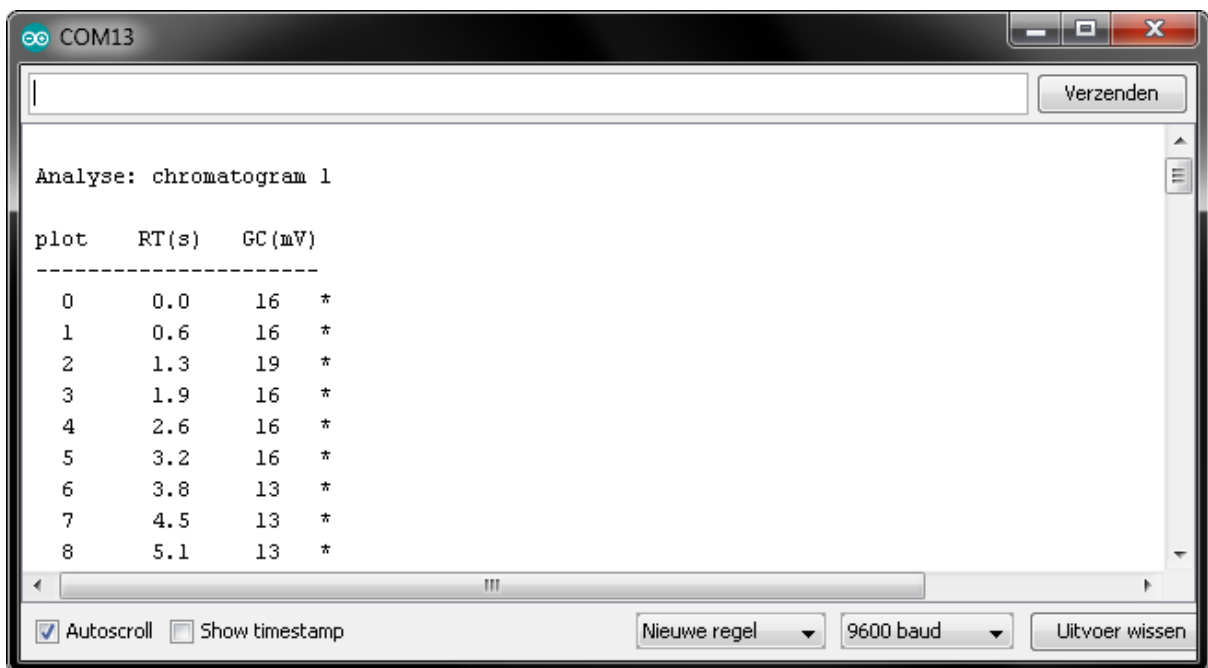 COM13
Verzenden
Analyse: chromatogram 1
plot RT(s) GC(mV)
----------------------
0 0.0 16 *
1 0.6 16 *
2 1.3 19 *
3 1.9 16 *
4 2.6 16 *
5 3.2 16 *
6 3.8 13 *
7 4.5 13 *
8 5.1 13 *
Autoscroll Show timestamp Nieuwe regel 9600 baud Uitvoer wissen